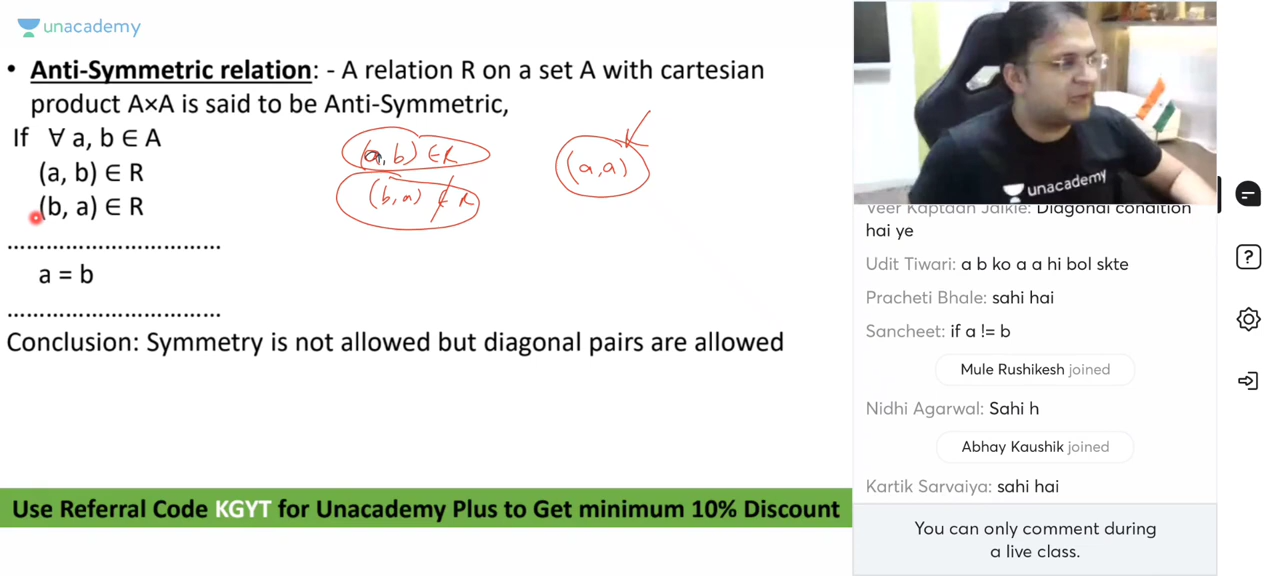 unacademy
• Anti-Symmetric relation: - A relation R on a set A with cartesian
product A×A is said to be Anti-Symmetric,
If ∀ a, b ∈ A
(a, b) ∈ R
(b, a) ∈ R
................................
a = b
................................
Conclusion: Symmetry is not allowed but diagonal pairs are allowed
(a, b) ∈ R
(b, a) ∉ R
(a, a)
Use Referral Code KGYT for Unacademy Plus to Get minimum 10% Discount
unacademy
Veer Kaptaan Jaikie: Diagonal condition
hai ye
Udit Tiwari: a b ko a a hi bol skte
Pracheti Bhale: sahi hai
Sancheet: if a != b
Mule Rushikesh joined
Nidhi Agarwal: Sahi h
Abhay Kaushik joined
Kartik Sarvaiya: sahi hai
You can only comment during
a live class.
?